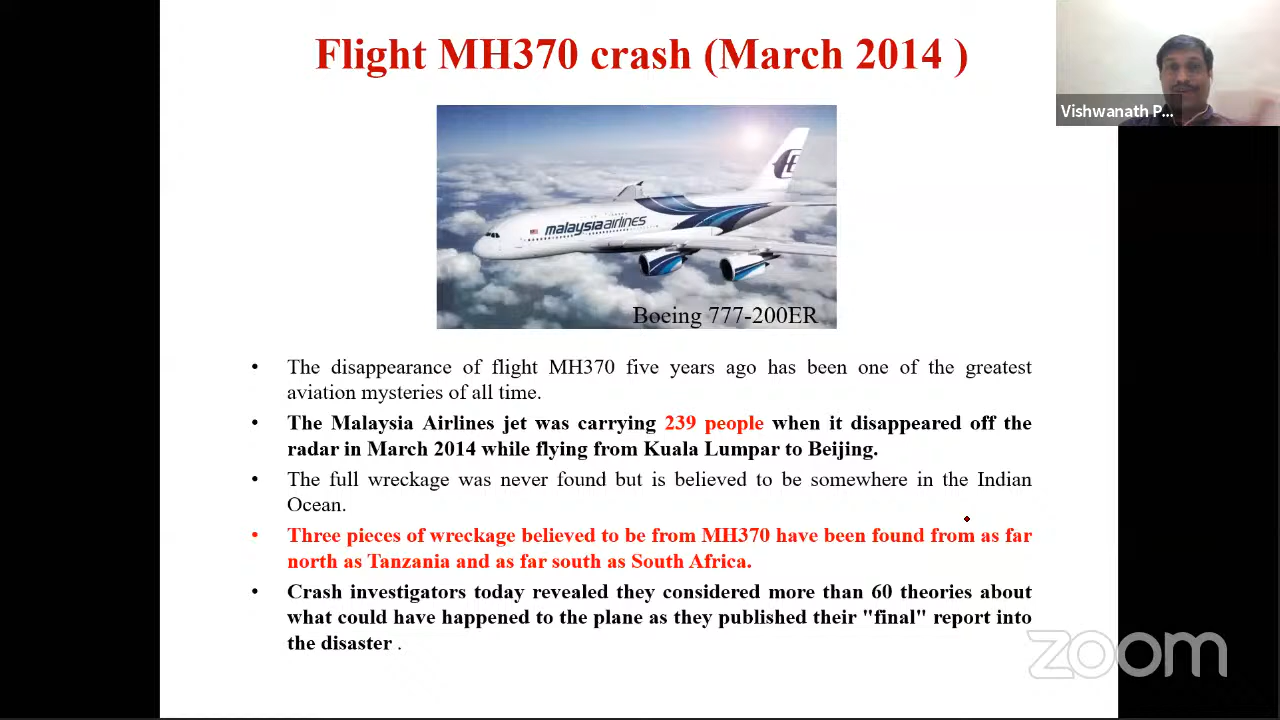 Flight MH370 crash (March 2014 )
Vishwanath P...
malaysia airlines
Boeing 777-200ER
• The disappearance of flight MH370 five years ago has been one of the greatest
aviation mysteries of all time.
• The Malaysia Airlines jet was carrying 239 people when it disappeared off the
radar in March 2014 while flying from Kuala Lumpar to Beijing.
• The full wreckage was never found but is believed to be somewhere in the Indian
Ocean.
• Three pieces of wreckage believed to be from MH370 have been found from as far
north as Tanzania and as far south as South Africa.
• Crash investigators today revealed they considered more than 60 theories about
what could have happened to the plane as they published their "final" report into
the disaster .
zoom